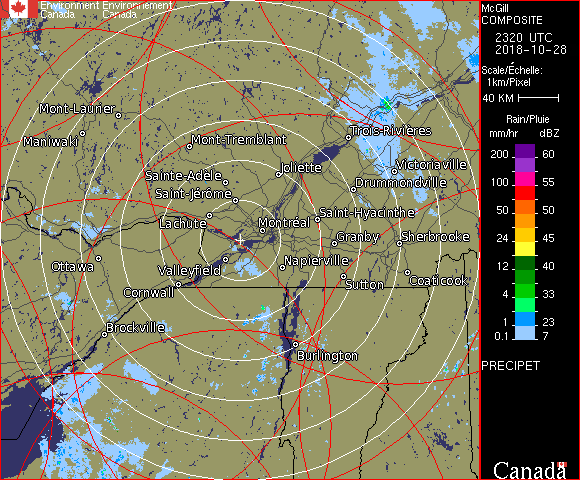 Environment Environnement
Canada Canada
McGill
COMPOSITE
2320 UTC
2018-10-28
Scale/Échelle:
1km/Pixel
40 KM
Rain/Pluie
mm/hr dBZ
200 60
100 55
50 50
24 45
12 40
4 33
1 23
0.1 7
PRECIPET
Canada
Mont-Laurier
Maniwaki
Mont-Tremblant
Trois-Rivières
Sainte-Adèle
Joliette
Victoriaville
Saint-Jérôme
Drummondville
Lachute
Montréal
Saint-Hyacinthe
Granby
Sherbrooke
Ottawa
Valleyfield
Napierville
Cornwall
Sutton
Coaticook
Brockville
Burlington